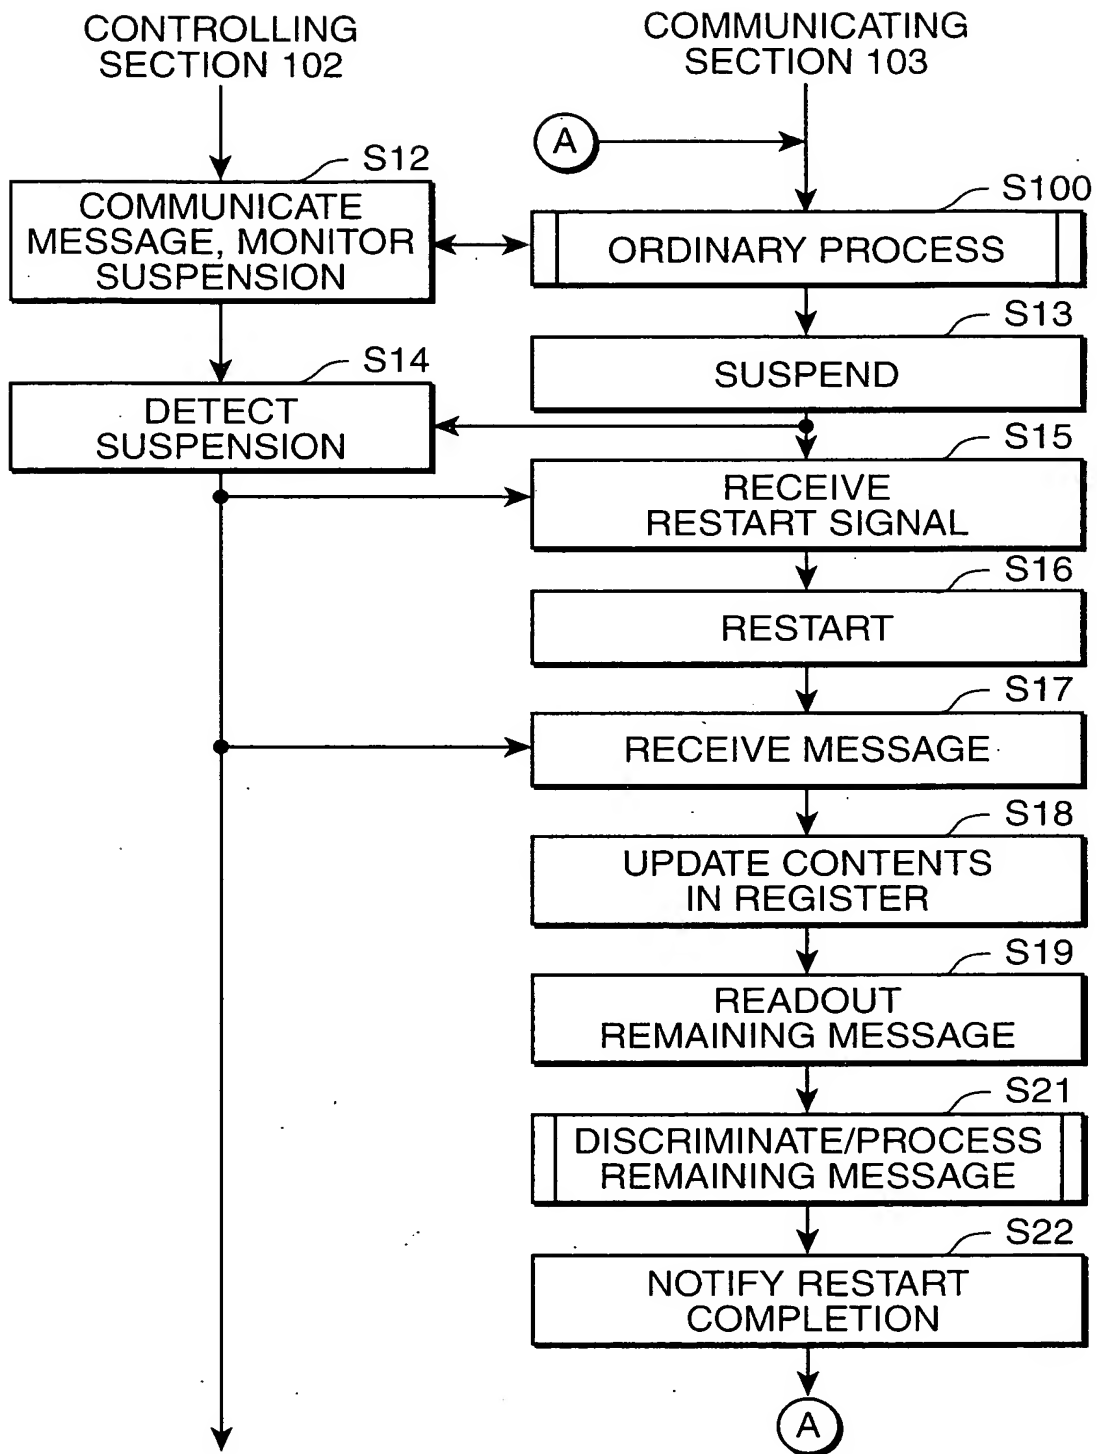 CONTROLLING
SECTION 102
COMMUNICATING
SECTION 103
A
S12
COMMUNICATE
MESSAGE, MONITOR
SUSPENSION
S100
ORDINARY PROCESS
S13
SUSPEND
S14
DETECT
SUSPENSION
S15
RECEIVE
RESTART SIGNAL
S16
RESTART
S17
RECEIVE MESSAGE
S18
UPDATE CONTENTS
IN REGISTER
S19
READOUT
REMAINING MESSAGE
S21
DISCRIMINATE/PROCESS
REMAINING MESSAGE
S22
NOTIFY RESTART
COMPLETION
A